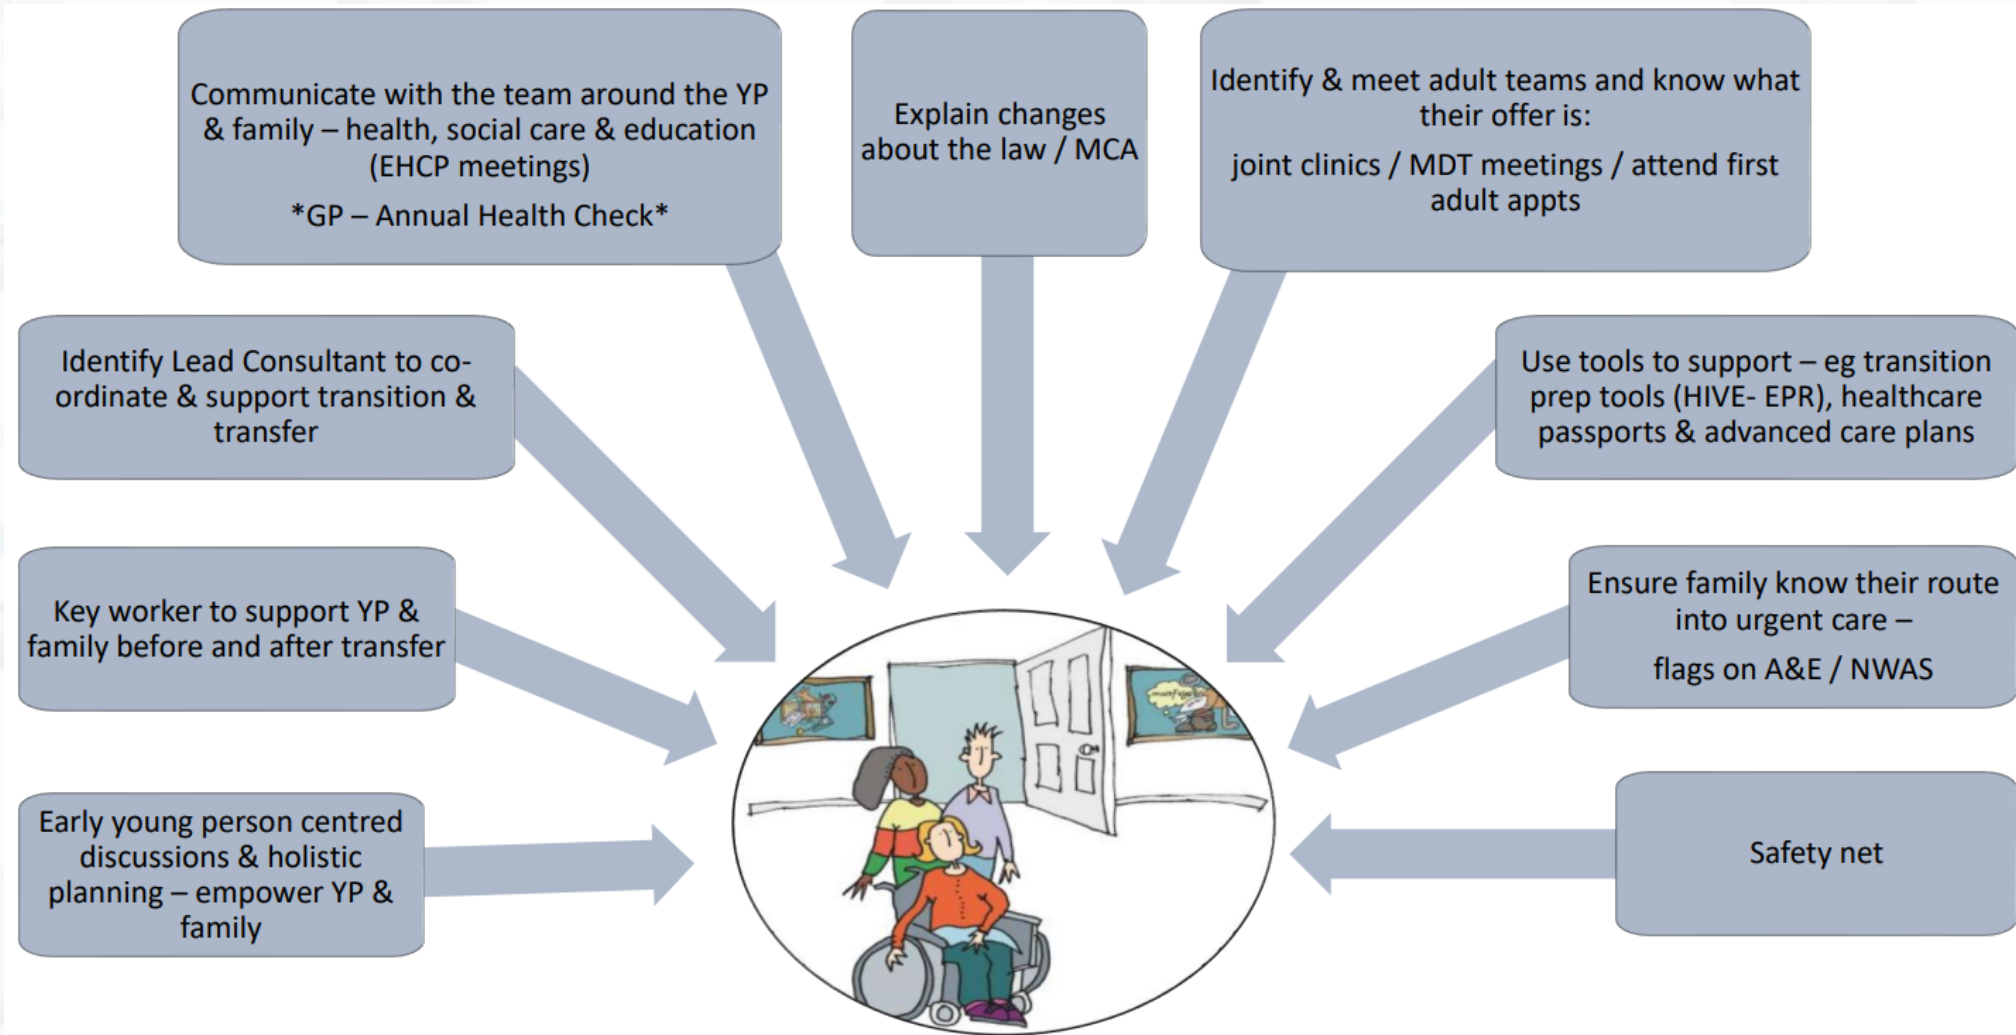 Communicate with the team around the YP
& family – health, social care & education
(EHCP meetings)
*GP – Annual Health Check*
Explain changes
about the law / MCA
Identify & meet adult teams and know what
their offer is:
joint clinics / MDT meetings / attend first
adult appts
Identify Lead Consultant to co-
ordinate & support transition &
transfer
Use tools to support – eg transition
prep tools (HIVE- EPR), healthcare
passports & advanced care plans
Key worker to support YP &
family before and after transfer
Ensure family know their route
into urgent care –
flags on A&E / NWAS
Early young person centred
discussions & holistic
planning – empower YP &
family
Safety net